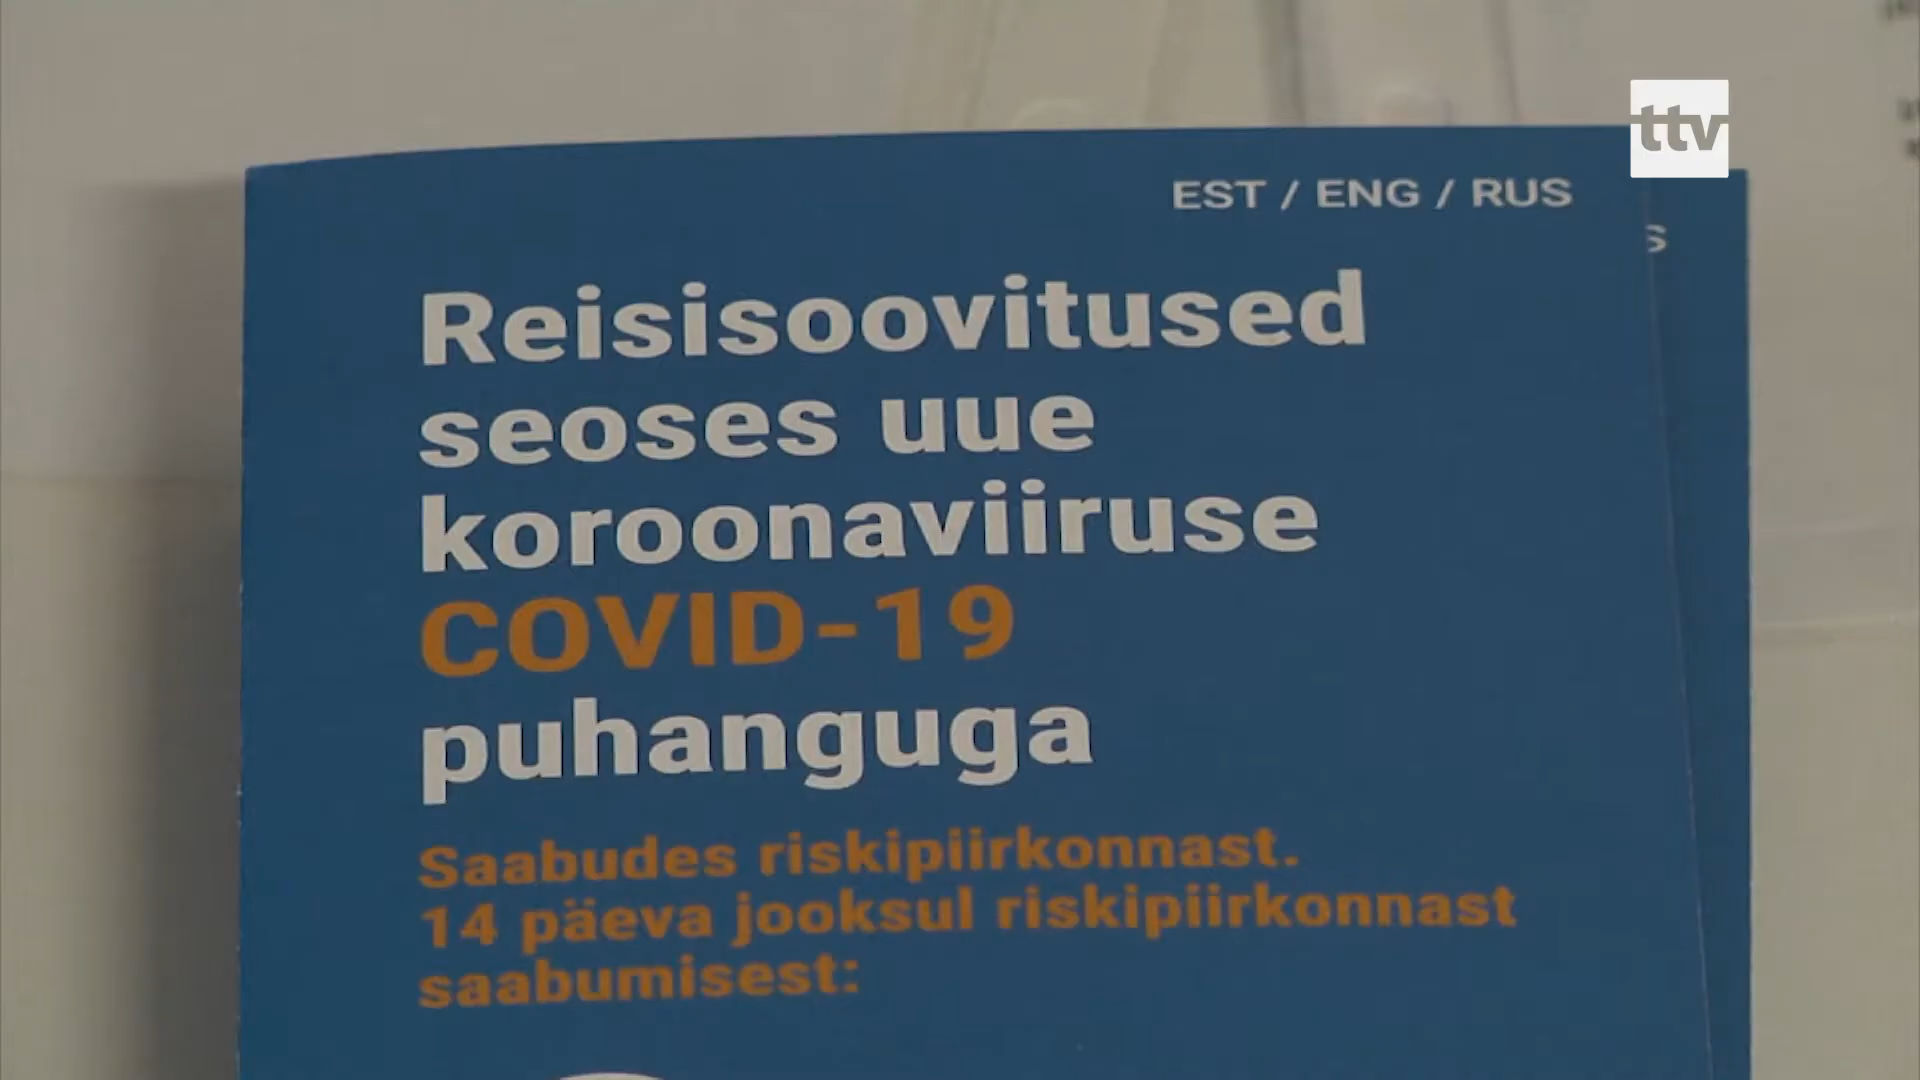 ttv
EST / ENG / RUS
S
Reisisoovitused
seoses uue
koroonaviiruse
COVID-19
puhanguga
Saabudes riskipiirkonnast.
14 päeva jooksul riskipiirkonnast
saabumisest: